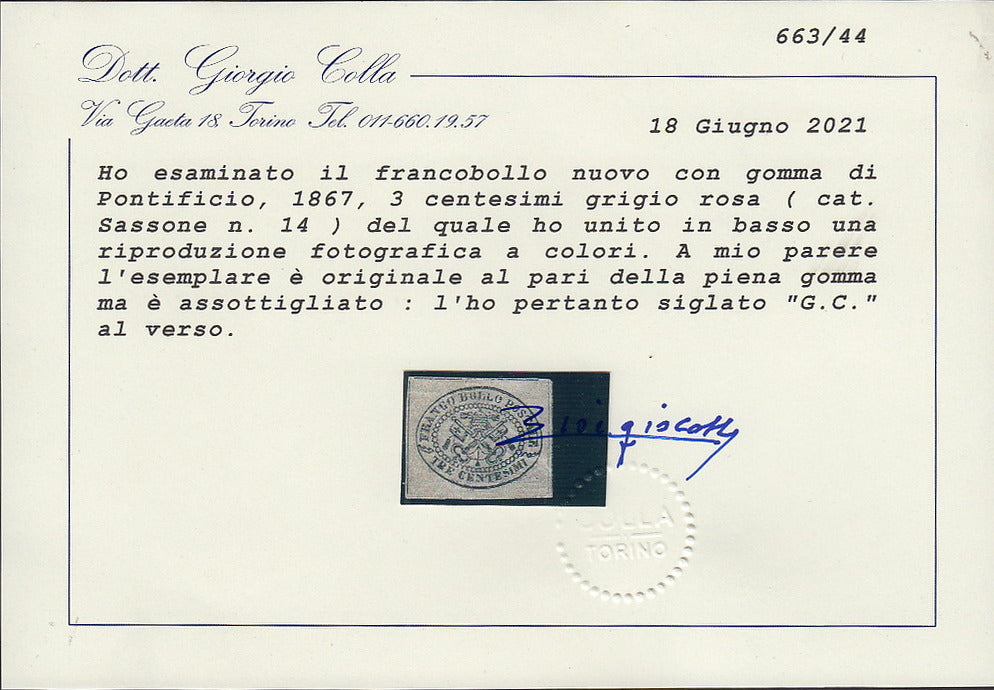 663/44
Dott. Giorgio Colla
Via Gaeta 18 Torino Tel. 011-660.19.57
18 Giugno 2021
Ho esaminato il francobollo nuovo con gomma di
Pontificio, 1867, 3 centesimi grigio rosa ( cat.
Sassone n. 14 ) del quale ho unito in basso una
riproduzione fotografica a colori. A mio parere
l'esemplare è originale al pari della piena gomma
ma è assottigliato : l'ho pertanto siglato "G.C."
al verso.
FRANCO BOLLO
TRE CENTESIMI
COLLA
TORINO